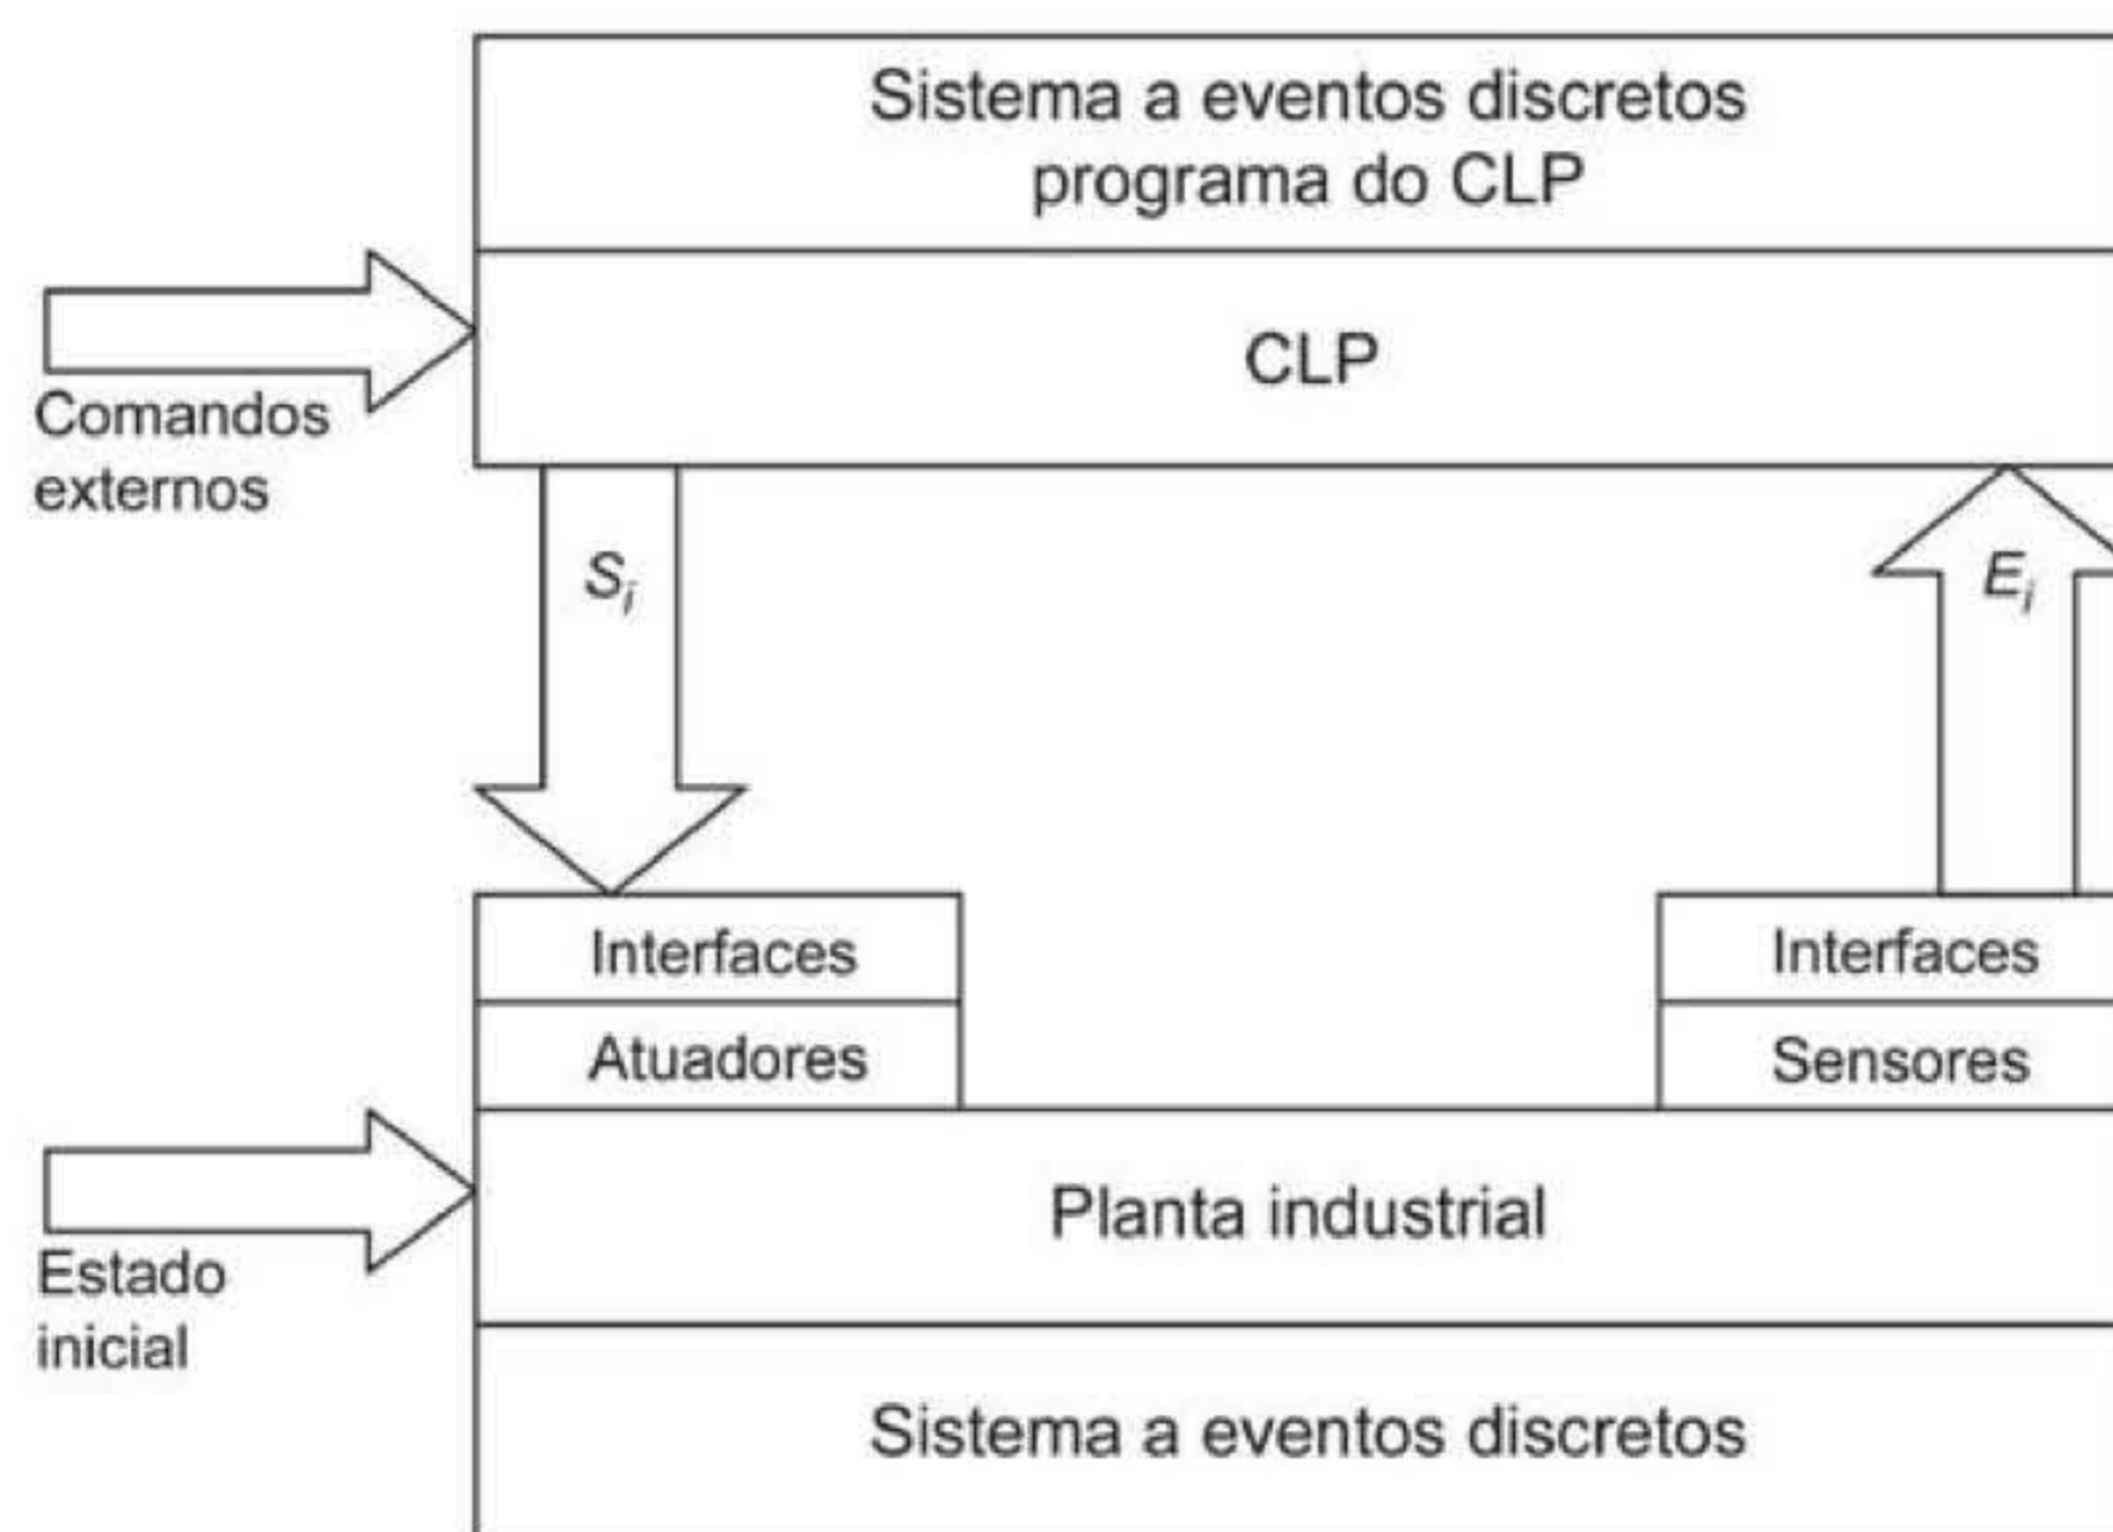 Sistema a eventos discretos
programa do CLP
CLP
Comandos
externos
Si
Ei
Interfaces
Interfaces
Atuadores
Sensores
Planta industrial
Estado
inicial
Sistema a eventos discretos